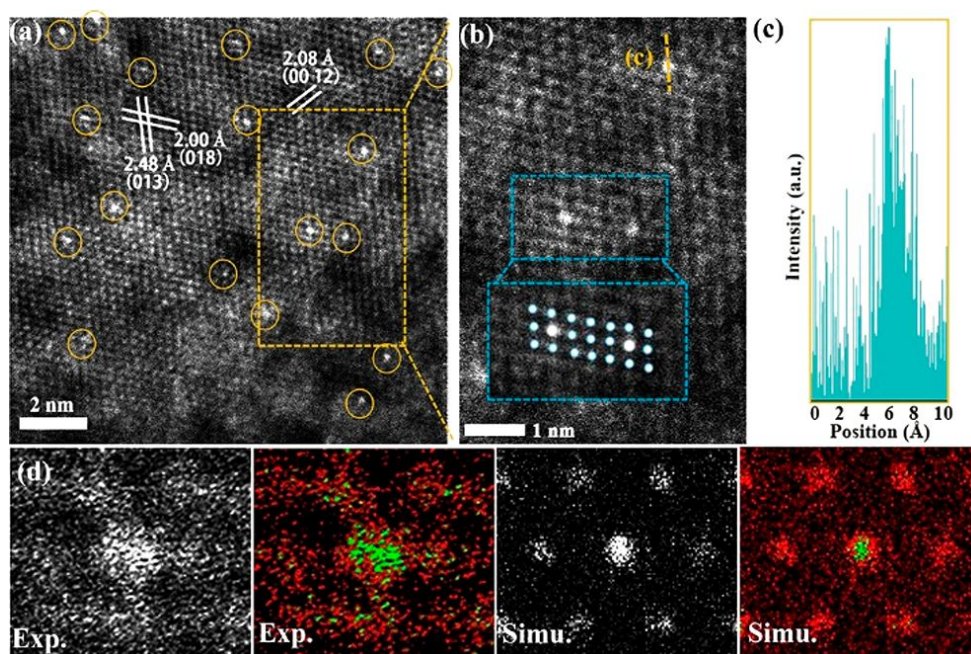 (a)
2.08 Å
(00 12)
2.00 Å
(018)
2.48 Å
(013)
2 nm
(b)
(c)
1 nm
(c)
Intensity (a.u.)
0 2 4 6 8 10
Position (Å)
(d)
Exp.
Exp.
Simu.
Simu.